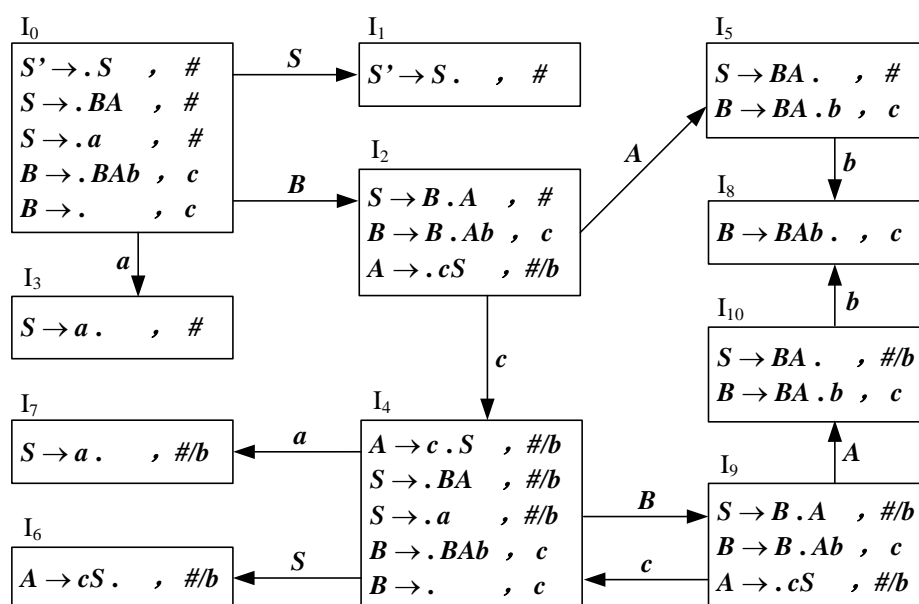 I0
S’ → . S , #
S → . BA , #
S → . a , #
B → . BAb , c
B → . , c
S
I1
S’ → S . , #
B
I2
S → B . A , #
B → B . Ab , c
A → . cS , #/b
A
I5
S → BA . , #
B → BA . b , c
b
I8
B → BAb . , c
b
a
I3
S → a . , #
I10
S → BA . , #/b
B → BA . b , c
c
I7
S → a . , #/b
a
I4
A → c . S , #/b
S → . BA , #/b
S → . a , #/b
B → . BAb , c
B → . , c
A
I9
S → B . A , #/b
B → B . Ab , c
A → . cS , #/b
B
c
I6
A → cS . , #/b
S